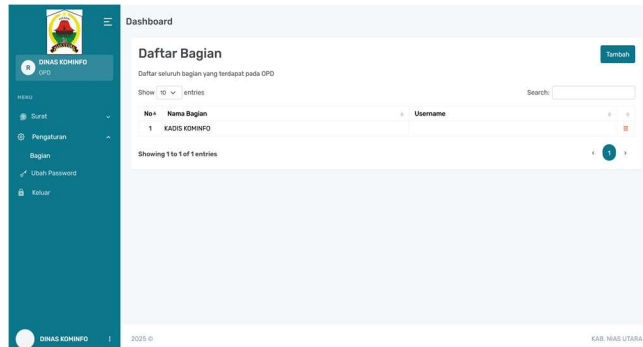 Dashboard
R
DINAS KOMINFO
OPD
MENU
Surat
Pengaturan
Bagian
Ubah Password
Keluar
DINAS KOMINFO
Daftar Bagian
Tambah
Daftar seluruh bagian yang terdapat pada OPD
Show 10 entries
Search:
No Nama Bagian Username
1 KADIS KOMINFO
Showing 1 to 1 of 1 entries
‹ 1 ›
2025 ©
KAB. NIAS UTARA